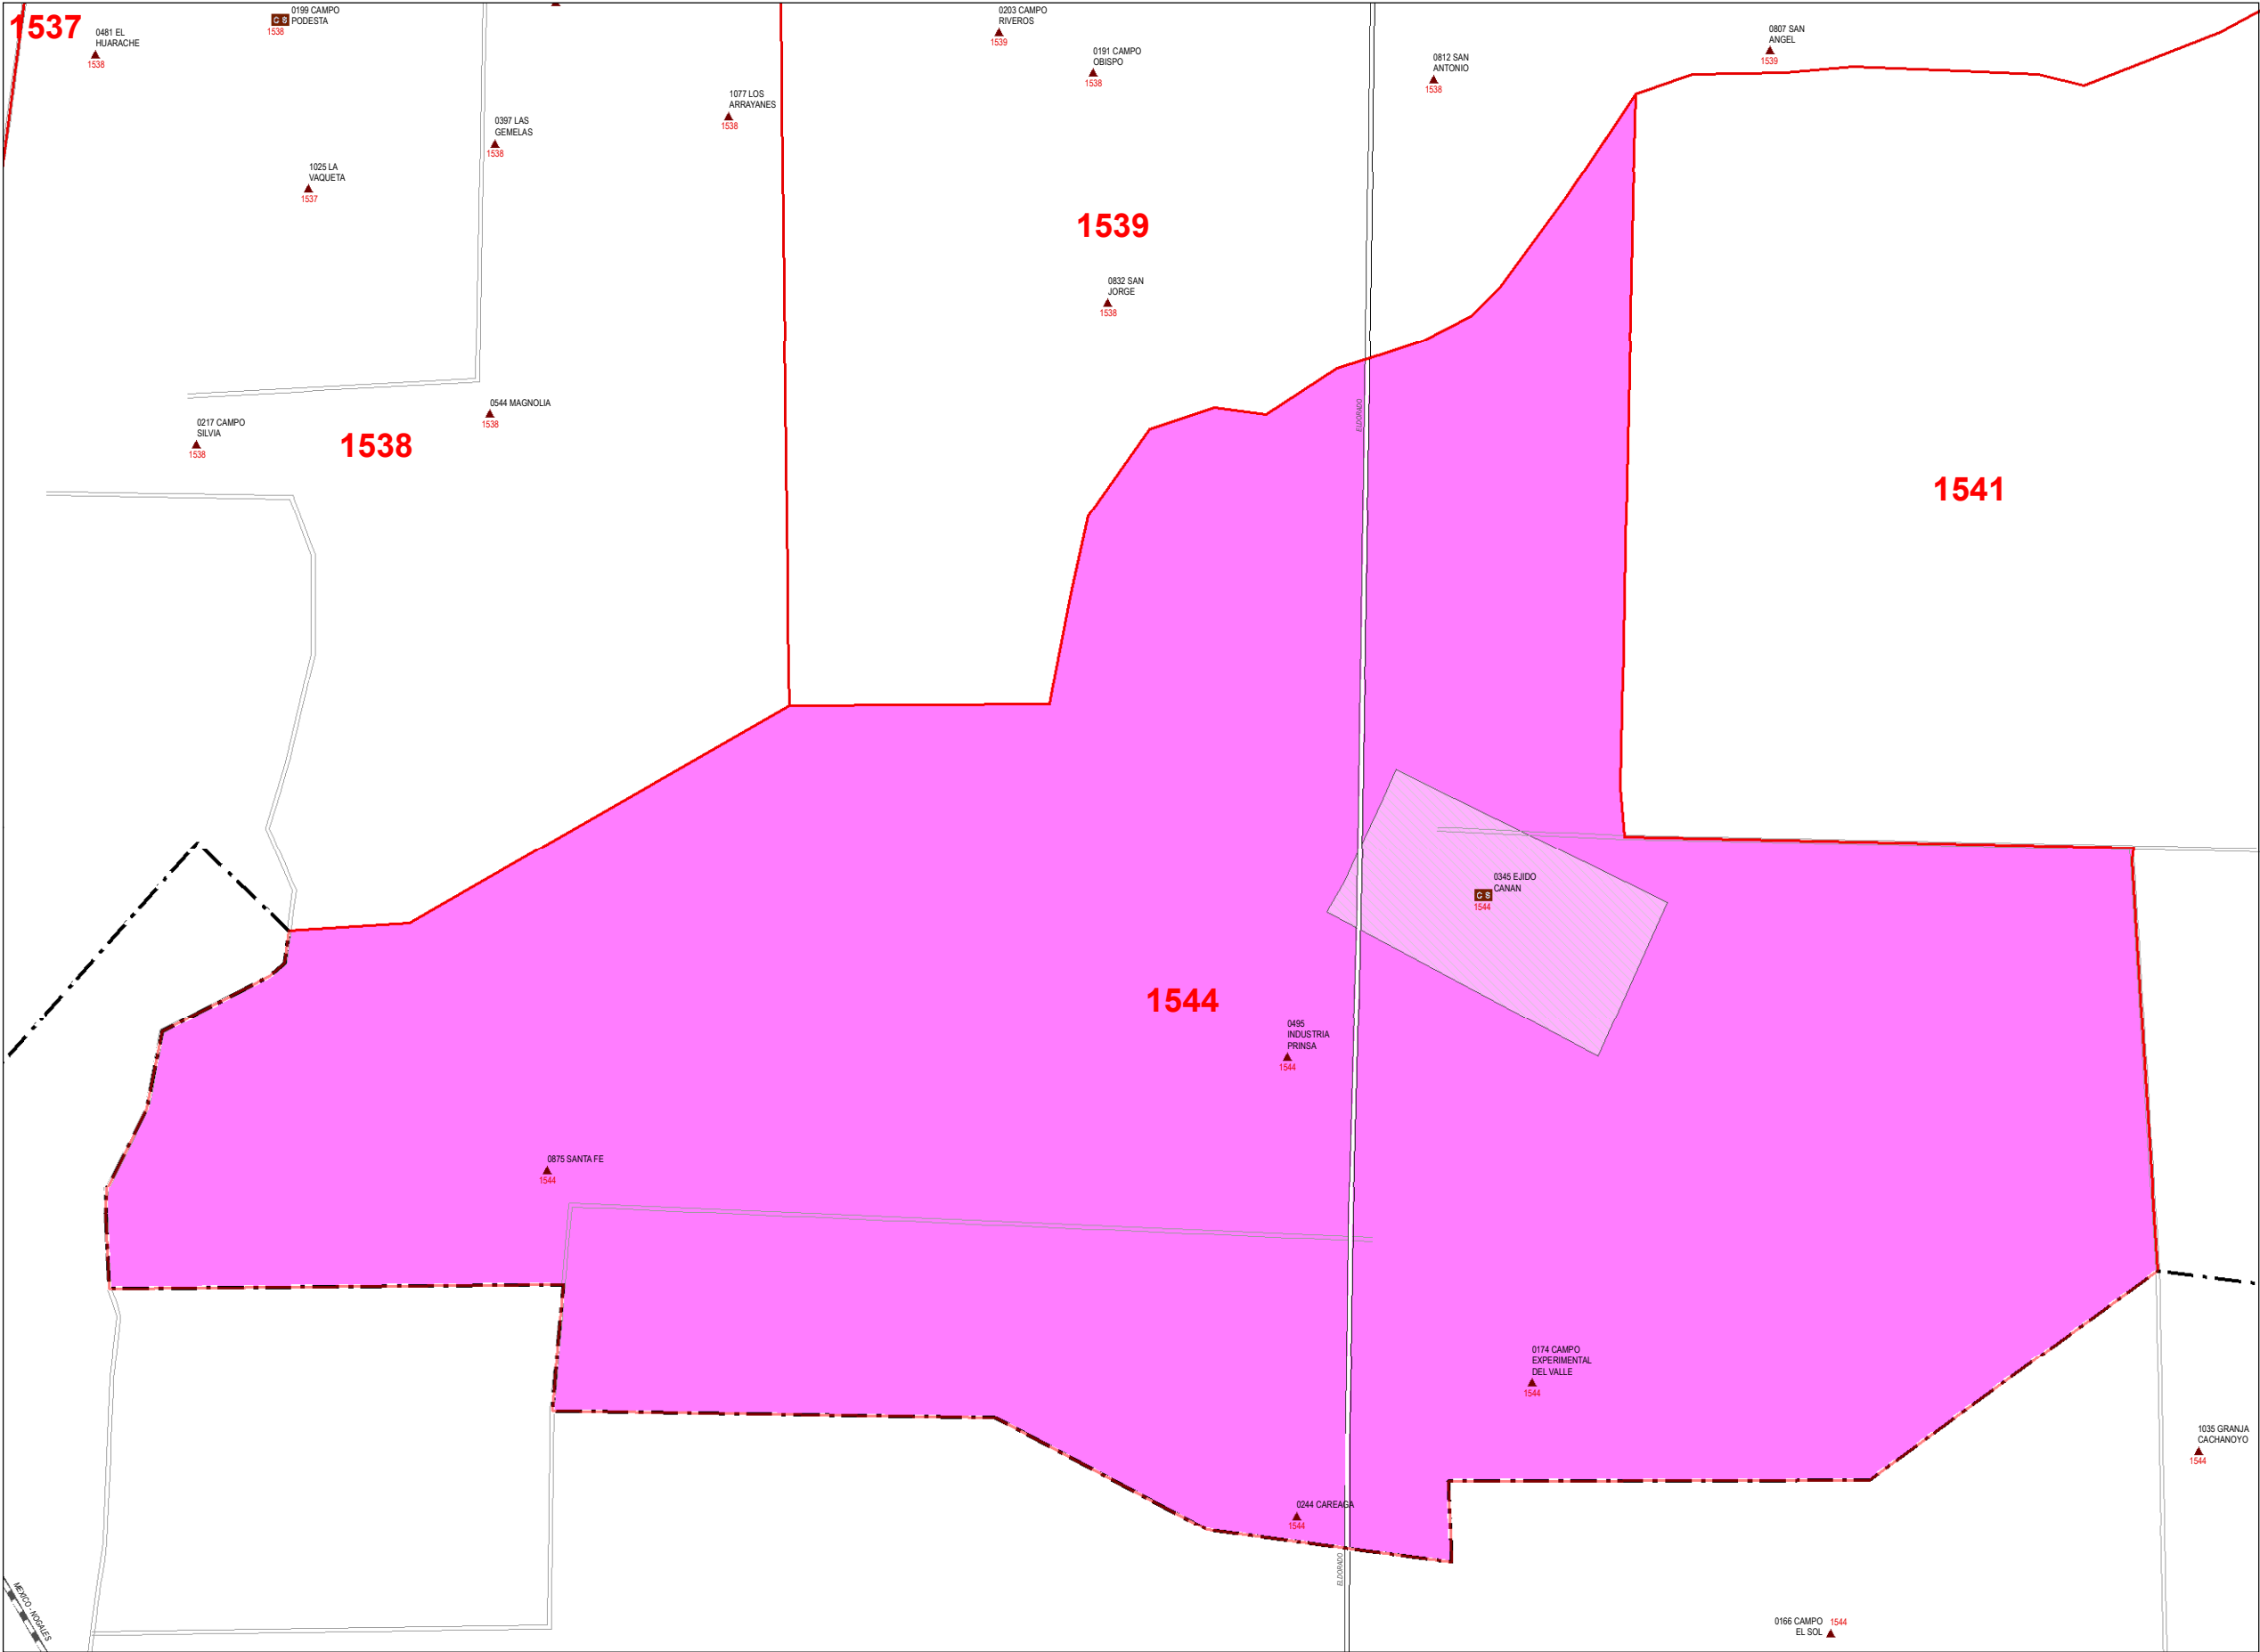 1537
0481 EL
HUARACHE
1538
0199 CAMPO
PODESTA
C S
1538
0203 CAMPO
RIVEROS
1539
0191 CAMPO
OBISPO
1538
0812 SAN
ANTONIO
1538
0807 SAN
ANGEL
1539
1077 LOS
ARRAYANES
1538
0397 LAS
GEMELAS
1538
1025 LA
VAQUETA
1537
1539
0832 SAN
JORGE
1538
0544 MAGNOLIA
1538
0217 CAMPO
SILVIA
1538
1538
ELDORADO
1541
0345 EJIDO
CANAN
C S
1544
1544
0495
INDUSTRIA
PRINSA
1544
0875 SANTA FE
1544
0174 CAMPO
EXPERIMENTAL
DEL VALLE
1544
1035 GRANJA
CACHANOYO
1544
0244 CAREAGA
1544
ELDORADO
MEXICO - NOGALES
0166 CAMPO
EL SOL
1544